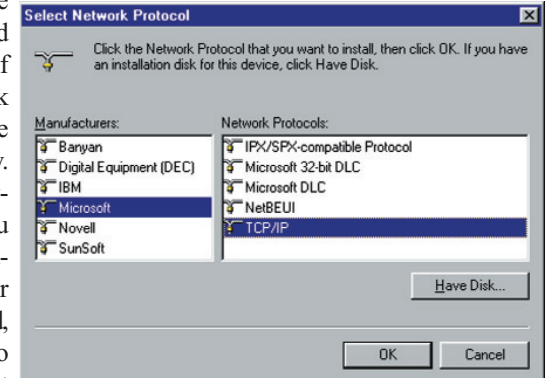 Select Network Protocol
Click the Network Protocol that you want to install, then click OK. If you have
an installation disk for this device, click Have Disk.
Manufacturers:
Banyan
Digital Equipment (DEC)
IBM
Microsoft
Novell
SunSoft
Network Protocols:
IPX/SPX-compatible Protocol
Microsoft 32-bit DLC
Microsoft DLC
NetBEUI
TCP/IP
Have Disk...
OK
Cancel